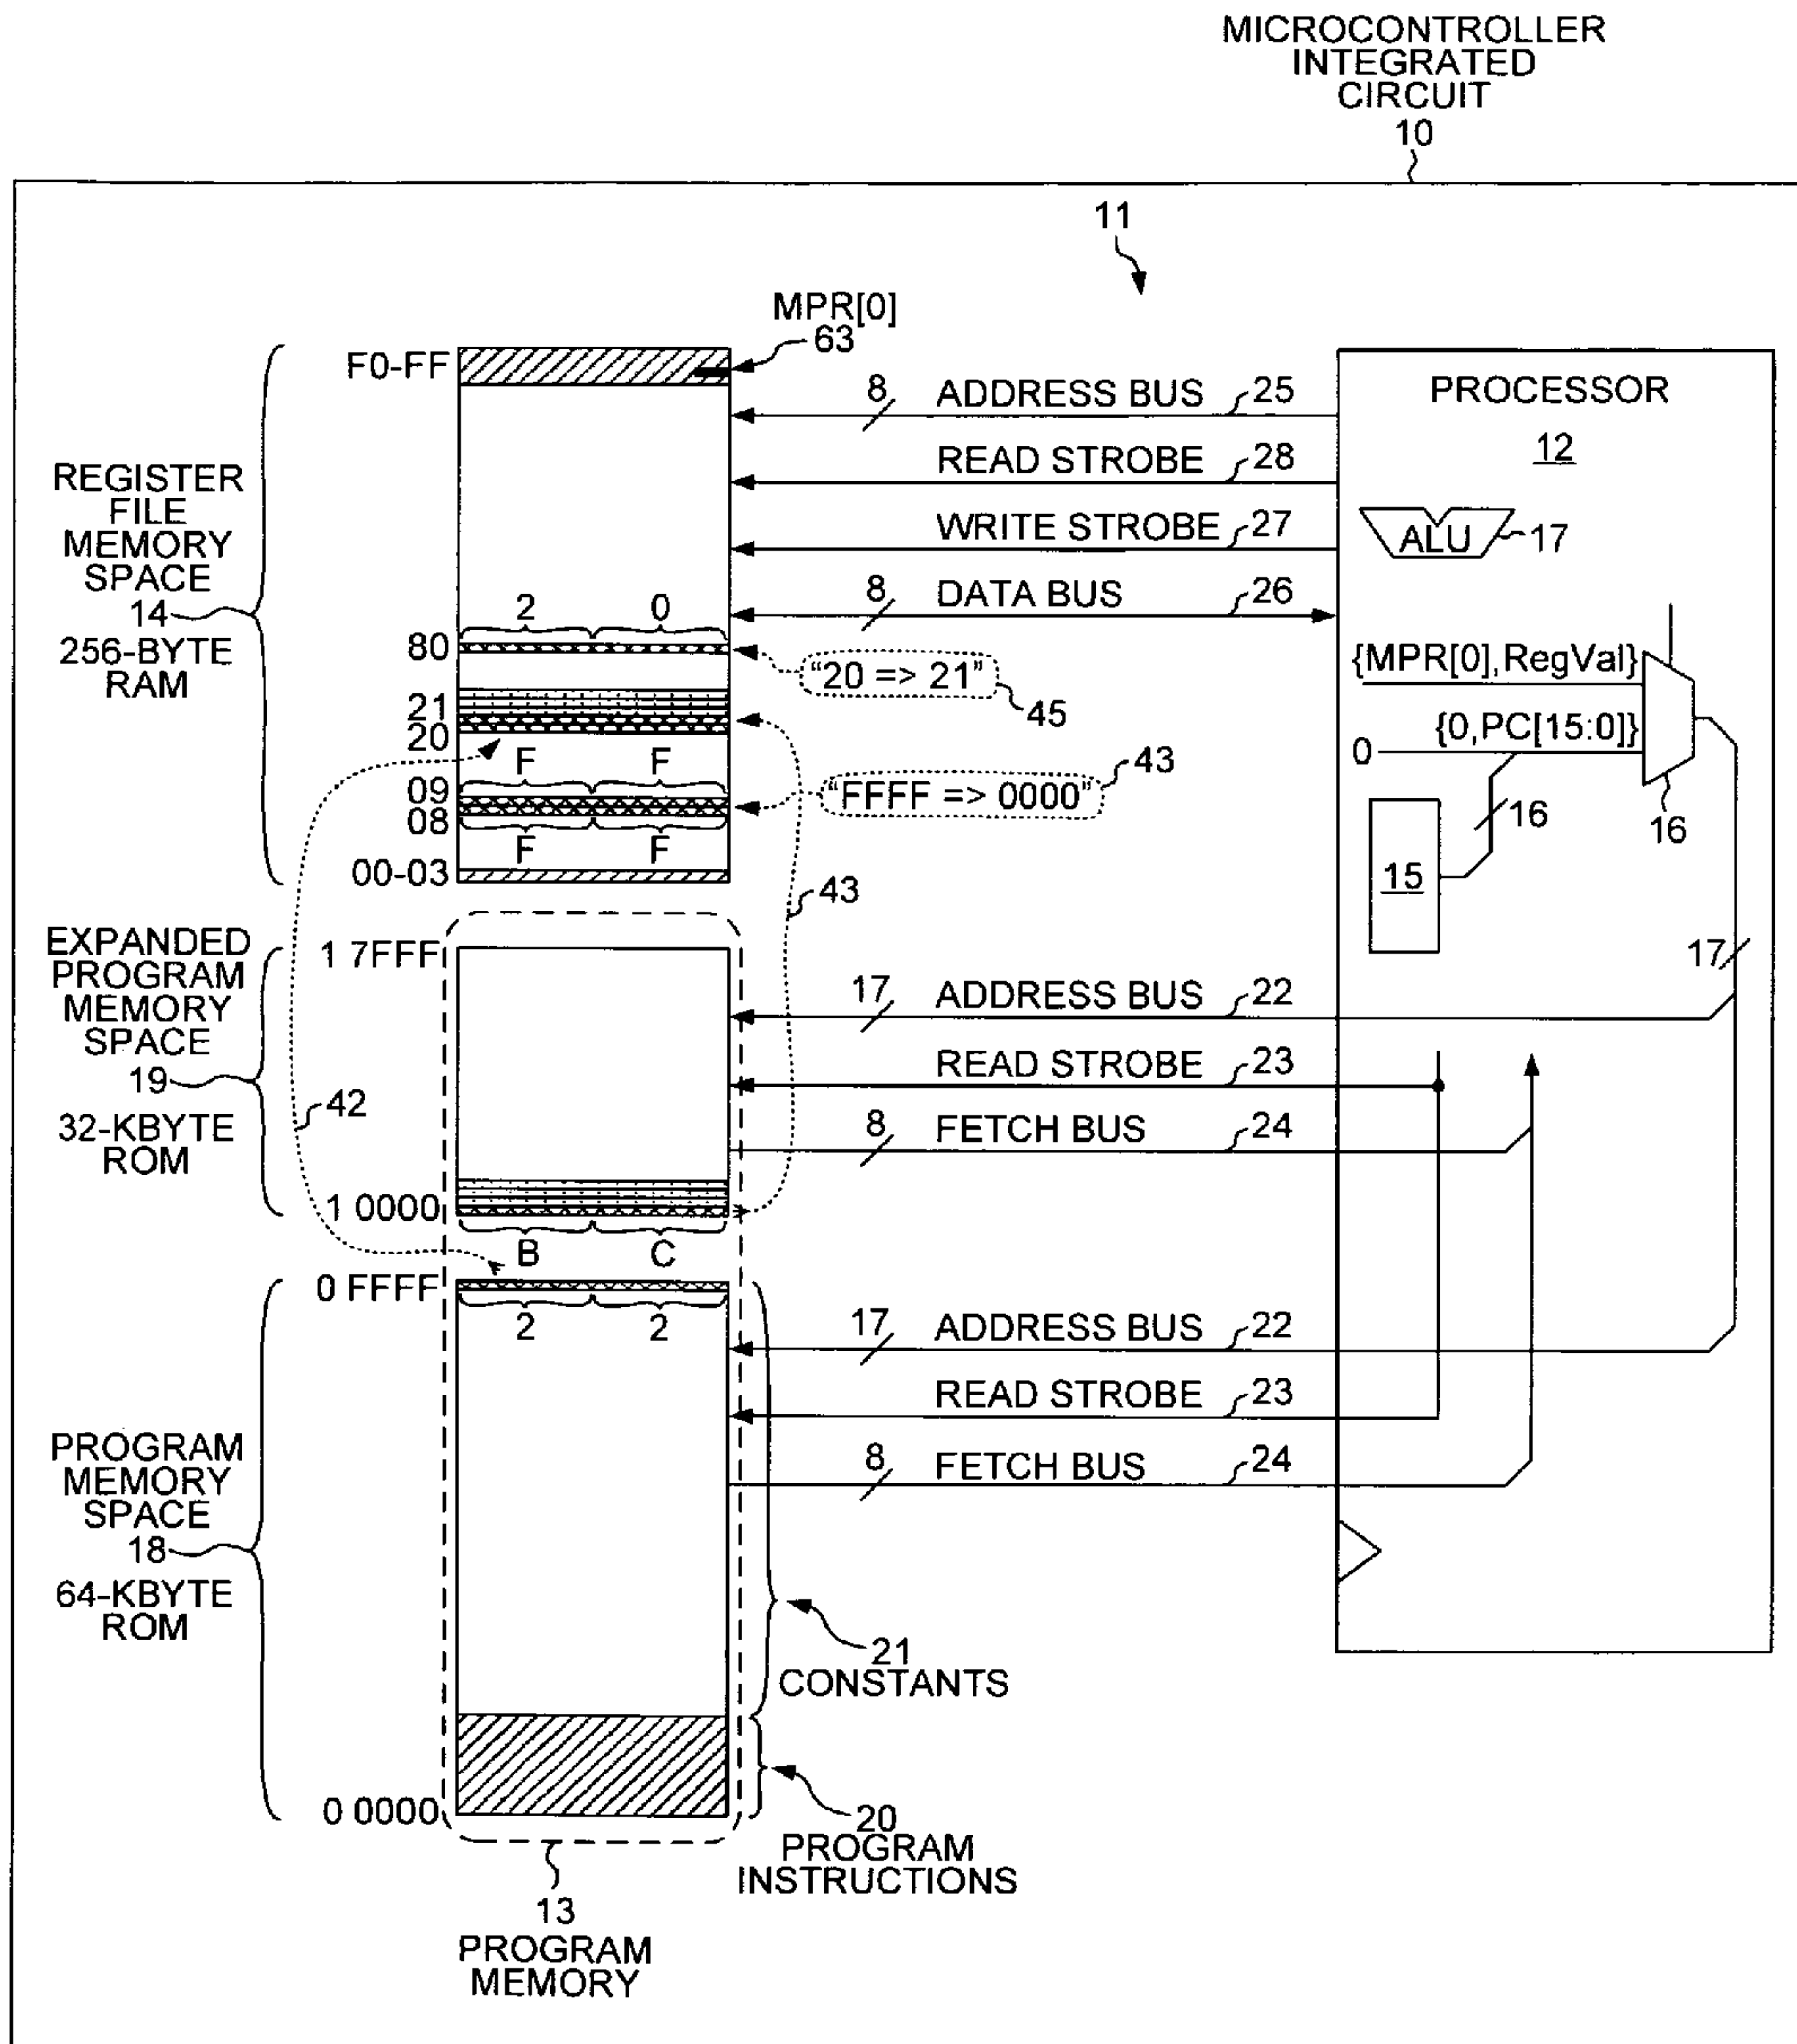 MICROCONTROLLER
INTEGRATED
CIRCUIT
10
11
MPR[0]
63
F0-FF
REGISTER
FILE
MEMORY
SPACE
14
256-BYTE
RAM
8 ADDRESS BUS 25
READ STROBE 28
WRITE STROBE 27
8 DATA BUS 26
PROCESSOR
12
ALU 17
2 0
80
"20 => 21"
45
21
20
F F
09
08
F F
"FFFF => 0000"
43
00-03
43
{MPR[0],RegVal}
{0,PC[15:0]}
0
16
16
15
17
EXPANDED
PROGRAM
MEMORY
SPACE
19
32-KBYTE
ROM
1 7FFF
17 ADDRESS BUS 22
READ STROBE 23
8 FETCH BUS 24
42
1 0000
B C
0 FFFF
2 2
17 ADDRESS BUS 22
READ STROBE 23
8 FETCH BUS 24
PROGRAM
MEMORY
SPACE
18
64-KBYTE
ROM
21
CONSTANTS
0 0000
20
PROGRAM
INSTRUCTIONS
13
PROGRAM
MEMORY